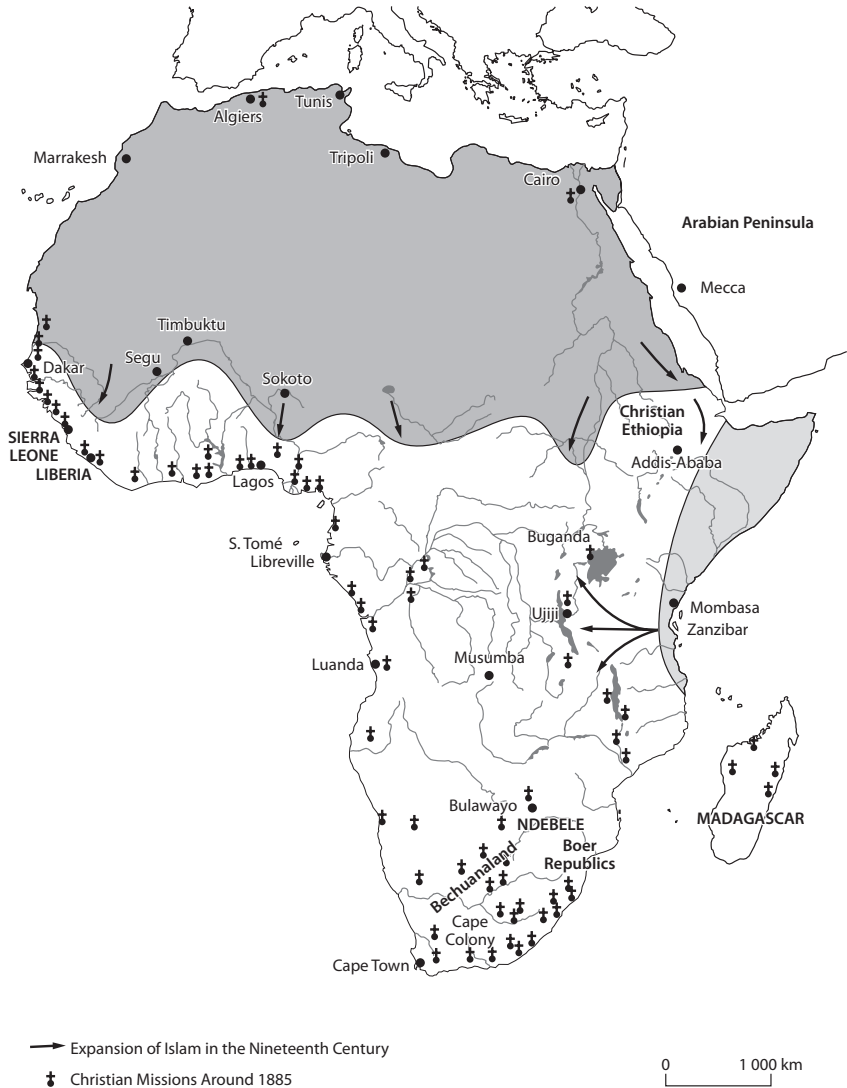 Algiers
Tunis
Marrakesh
Tripoli
Cairo
Arabian Peninsula
Mecca
Timbuktu
Segu
Dakar
Sokoto
Christian
Ethiopia
SIERRA
LEONE
LIBERIA
Addis-Ababa
Lagos
S. Tomé
Libreville
Buganda
Ujiji
Mombasa
Zanzibar
Luanda
Musumba
Bulawayo
NDEBELE
MADAGASCAR
Boer
Republics
Bechuanaland
Cape
Colony
Cape Town
Expansion of Islam in the Nineteenth Century
Christian Missions Around 1885
0 1 000 km